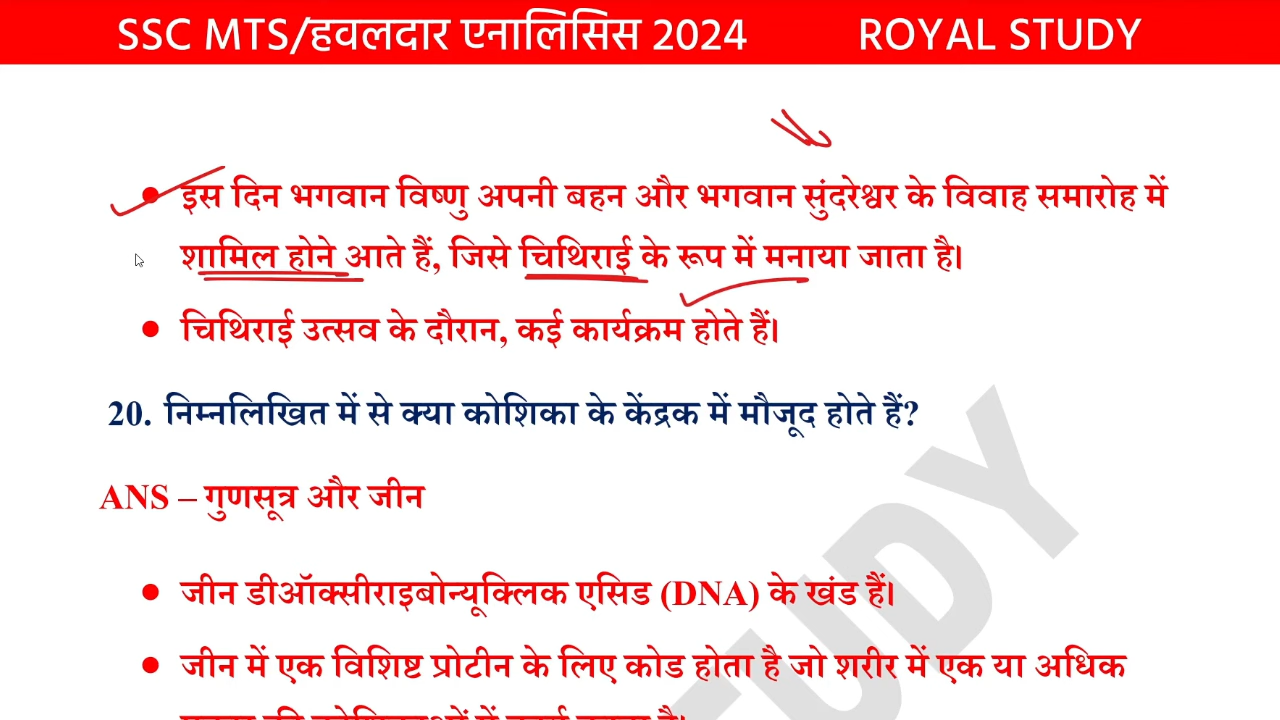 SSC MTS/हवलदार एनालिसिस 2024 ROYAL STUDY
• इस दिन भगवान विष्णु अपनी बहन और भगवान सुंदरेश्वर के विवाह समारोह में
शामिल होने आते हैं, जिसे चिथिराई के रूप में मनाया जाता है।
• चिथिराई उत्सव के दौरान, कई कार्यक्रम होते हैं।
20. निम्नलिखित में से क्या कोशिका के केंद्रक में मौजूद होते हैं?
ANS – गुणसूत्र और जीन
• जीन डीऑक्सीराइबोन्यूक्लिक एसिड (DNA) के खंड हैं।
• जीन में एक विशिष्ट प्रोटीन के लिए कोड होता है जो शरीर में एक या अधिक
STUDY